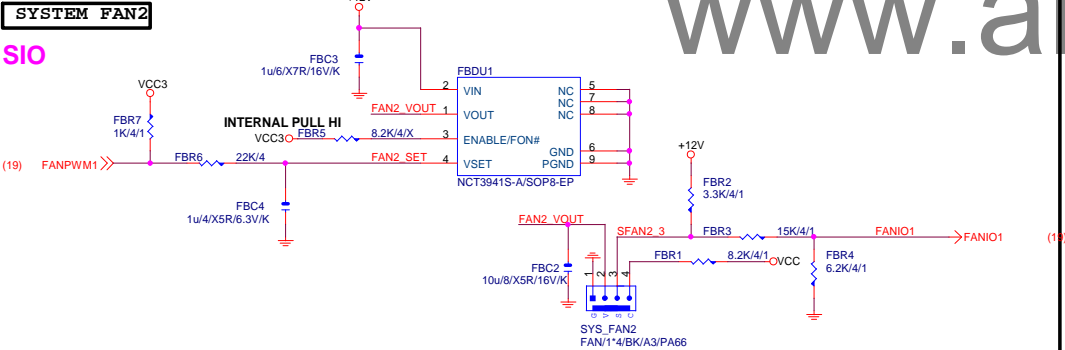 SYSTEM FAN2
www.a
SIO
+12V
FBC3
1u/6/X7R/16V/K
VCC3
FBR7
1K/4/1
(19) FANPWM1
FBR6 22K/4
FBC4
1u/4/X5R/6.3V/K
INTERNAL PULL HI
VCC3 FBR5 8.2K/4/X
FAN2_VOUT
FAN2_SET
FBDU1
2 VIN NC 5
NC 7
1 VOUT NC 8
3 ENABLE/FON#
GND 6
4 VSET PGND 9
NCT3941S-A/SOP8-EP
+12V
FBR2
3.3K/4/1
FAN2_VOUT
SFAN2_3 FBR3 15K/4/1 FANIO1 FANIO1
FBR1 8.2K/4/1 VCC
FBR4
6.2K/4/1
FBC2
10u/8/X5R/16V/K
1 2 3 4
G V S C
SYS_FAN2
FAN/1*4/BK/A3/PA66